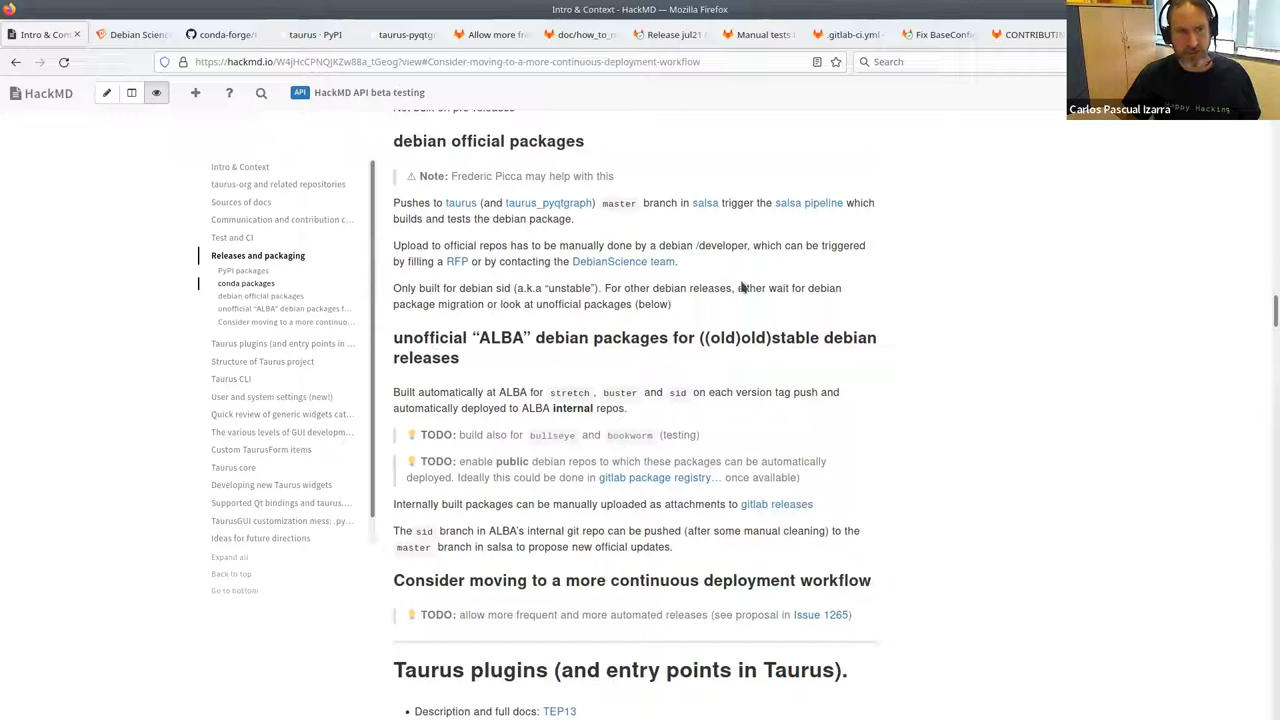 Intro & Context - HackMD — Mozilla Firefox
Intro & Con
Debian Scienc
conda-forge/t
taurus · PyPI
taurus-pyqtg
Allow more f
doc/how_to_r
Release jul21
Manual tests (
.gitlab-ci.yml
Fix BaseConfig
CONTRIBUTI
https://hackmd.io/W4jHcCPNQJKZw88a_tGeog?view#Consider-moving-to-a-more-continuous-deployment-workflow
Search
HackMD
API
HackMD API beta testing
Carlos Pascual Izarra
Happy Hacking
Intro & Context
taurus-org and related repositories
Sources of docs
Communication and contribution c…
Test and CI
Releases and packaging
PyPI packages
conda packages
debian official packages
unofficial “ALBA” debian packages f…
Consider moving to a more continuo…
Taurus plugins (and entry points in …
Structure of Taurus project
Taurus CLI
User and system settings (new!)
Quick review of generic widgets cat…
The various levels of GUI developm…
Custom TaurusForm items
Taurus core
Developing new Taurus widgets
Supported Qt bindings and taurus.…
TaurusGUI customization mess: .py…
Ideas for future directions
Expand all
Back to top
Go to bottom
Not built on pre-releases
debian official packages
⚠ Note: Frederic Picca may help with this
Pushes to taurus (and taurus_pyqtgraph) master branch in salsa trigger the salsa pipeline which
builds and tests the debian package.
Upload to official repos has to be manually done by a debian /developer, which can be triggered
by filling a RFP or by contacting the DebianScience team.
Only built for debian sid (a.k.a “unstable”). For other debian releases, either wait for debian
package migration or look at unofficial packages (below)
unofficial “ALBA” debian packages for ((old)old)stable debian
releases
Built automatically at ALBA for stretch, buster and sid on each version tag push and
automatically deployed to ALBA internal repos.
💡 TODO: build also for bullseye and bookworm (testing)
💡 TODO: enable public debian repos to which these packages can be automatically
deployed. Ideally this could be done in gitlab package registry… once available)
Internally built packages can be manually uploaded as attachments to gitlab releases
The sid branch in ALBA’s internal git repo can be pushed (after some manual cleaning) to the
master branch in salsa to propose new official updates.
Consider moving to a more continuous deployment workflow
💡 TODO: allow more frequent and more automated releases (see proposal in Issue 1265)
Taurus plugins (and entry points in Taurus).
• Description and full docs: TEP13